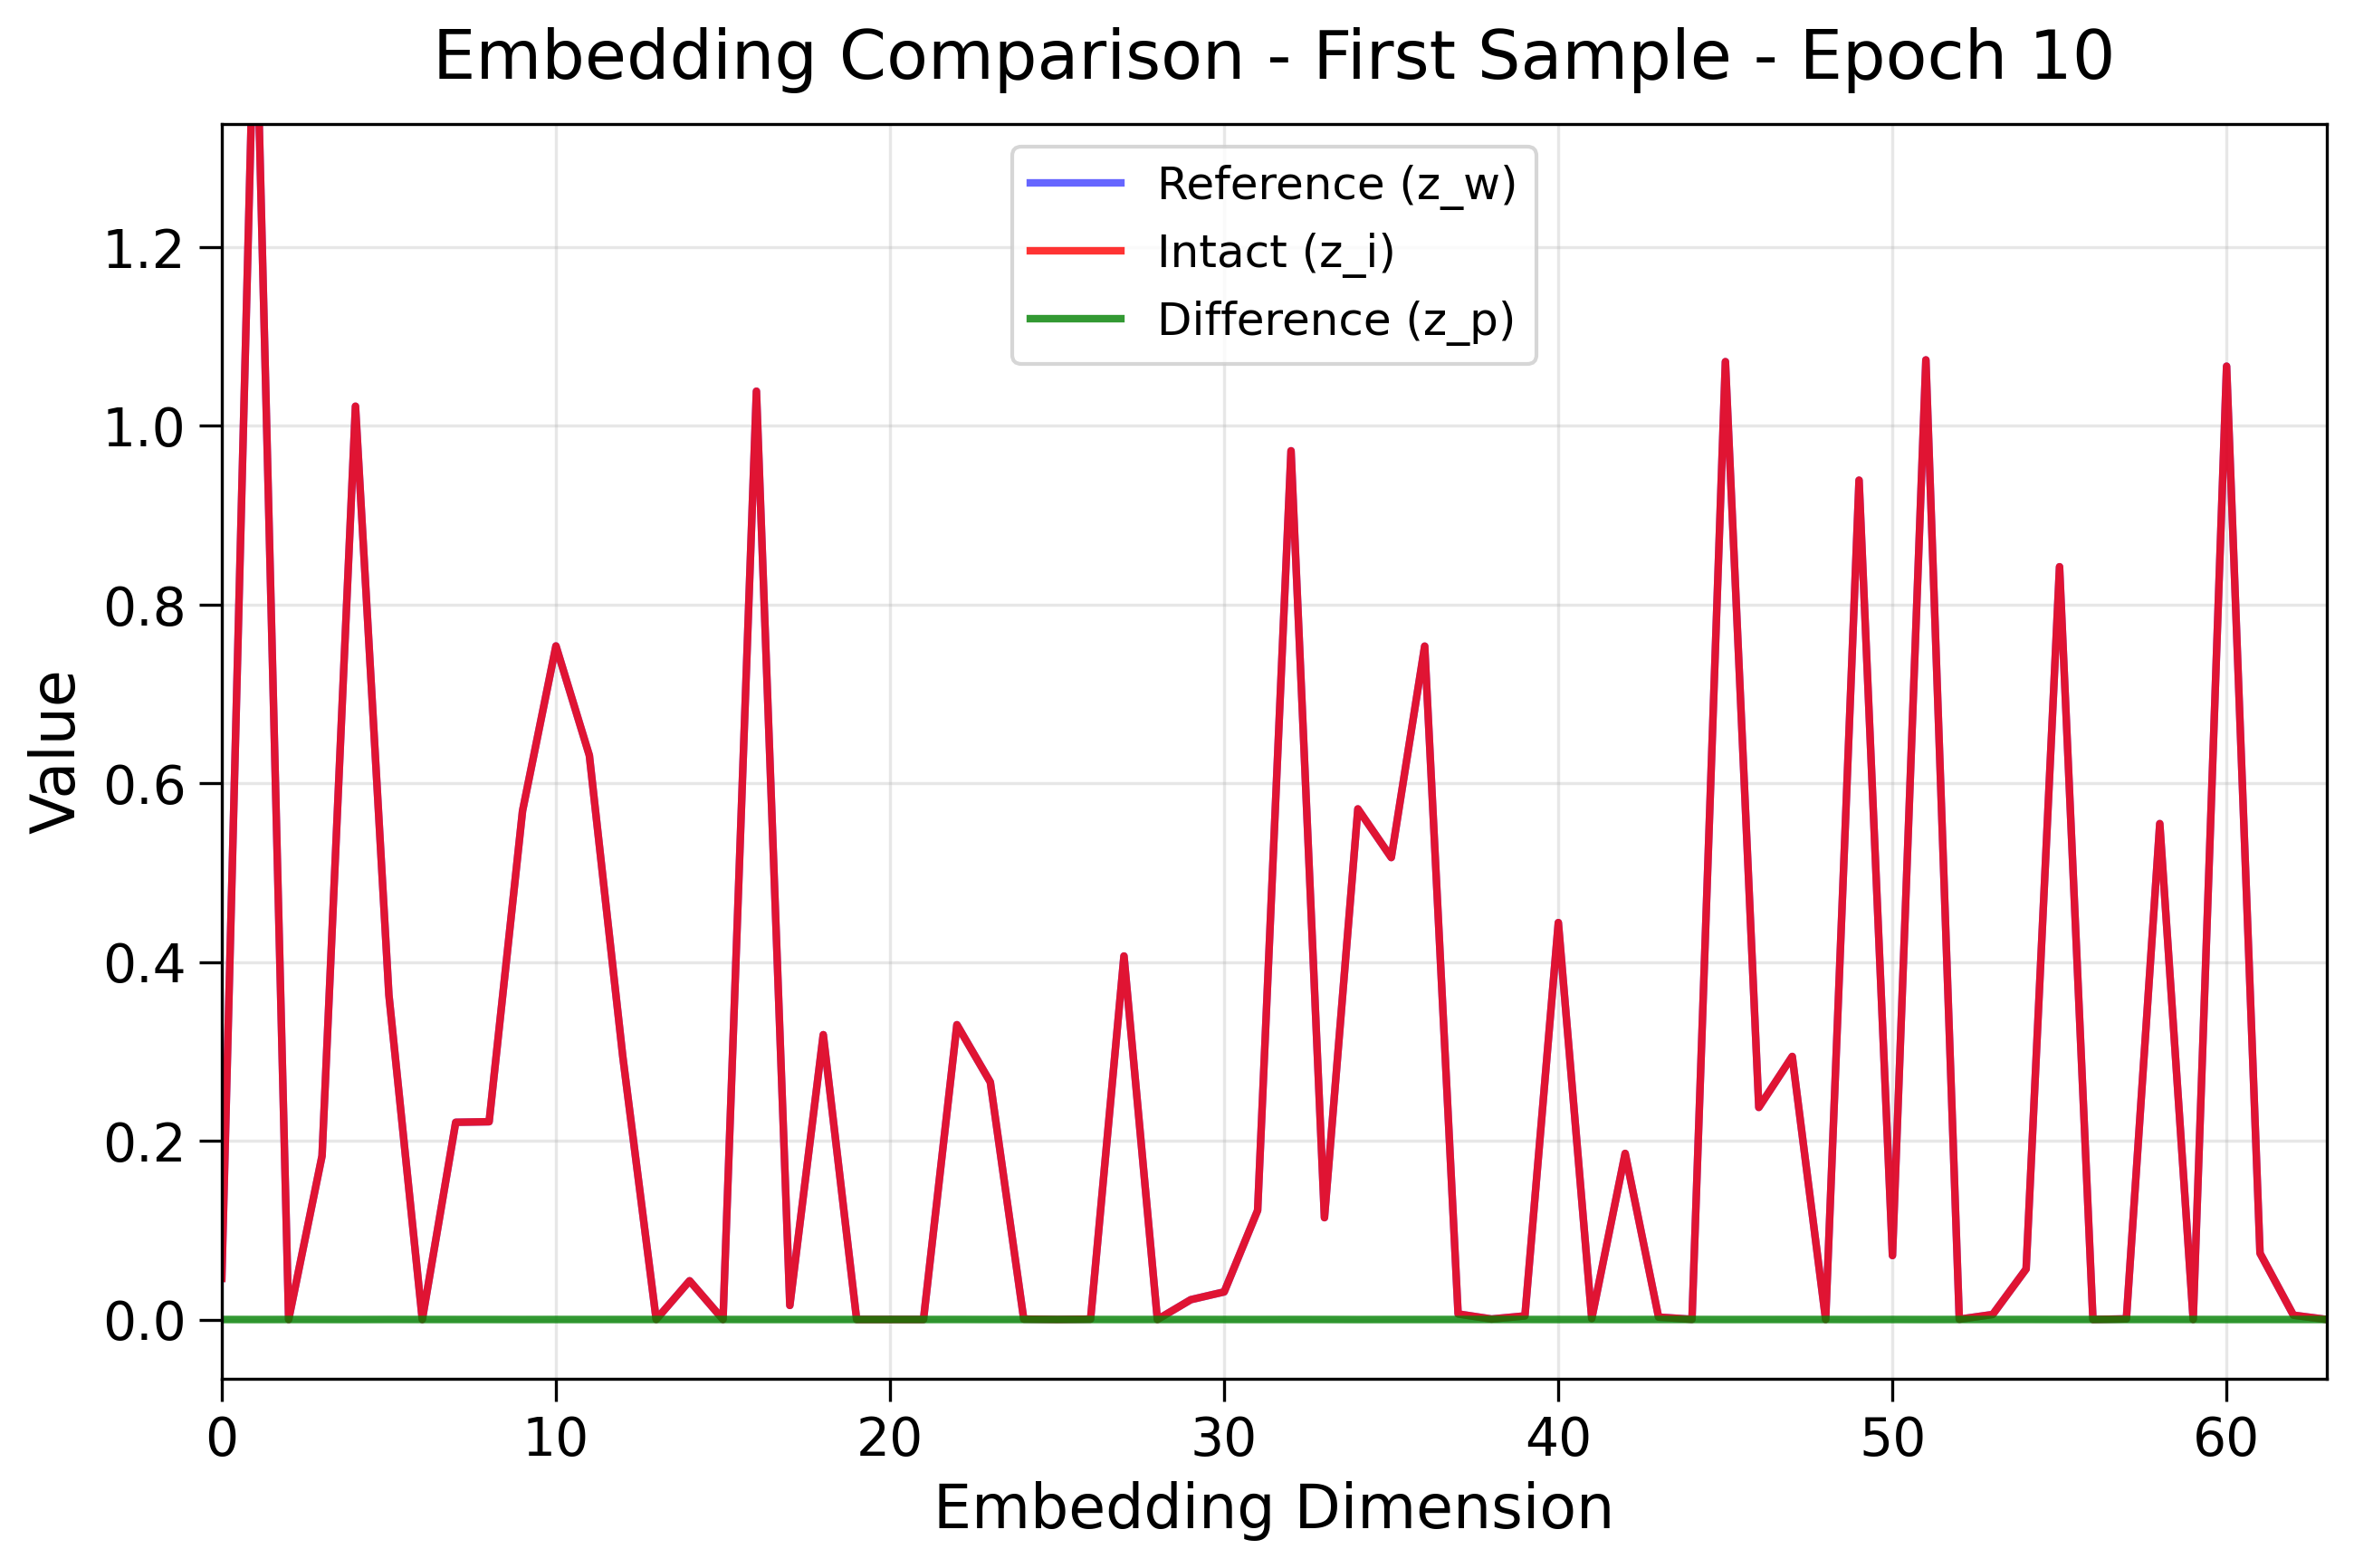 Embedding Comparison - First Sample - Epoch 10
Reference (z_w)
Intact (z_i)
Difference (z_p)
Value
1.2
1.0
0.8
0.6
0.4
0.2
0.0
0 10 20 30 40 50 60
Embedding Dimension